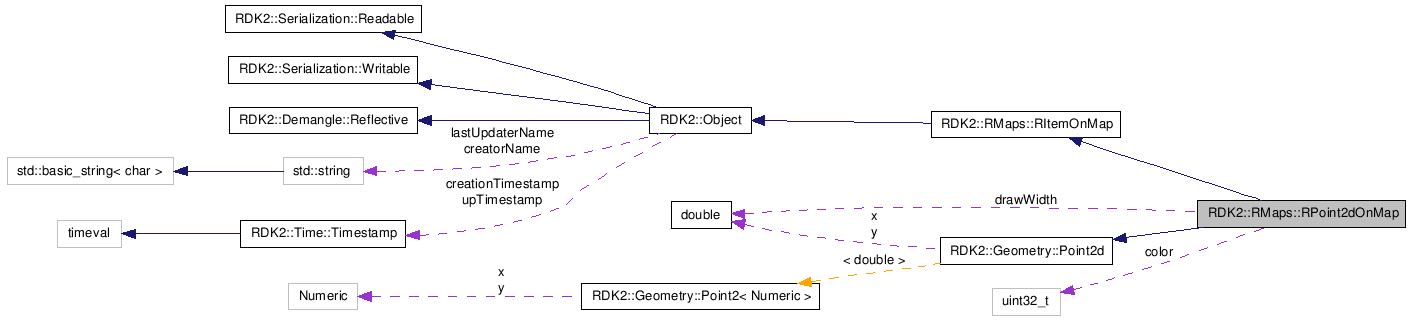 RDK2::Serialization::Readable
RDK2::Serialization::Writable
RDK2::Demangle::Reflective
RDK2::Object
RDK2::RMaps::RItemOnMap
lastUpdaterName
creatorName
std::basic_string< char >
std::string
creationTimestamp
upTimestamp
timeval
RDK2::Time::Timestamp
double
drawWidth
x
y
RDK2::RMaps::RPoint2dOnMap
RDK2::Geometry::Point2d
color
< double >
x
y
Numeric
RDK2::Geometry::Point2< Numeric >
uint32_t